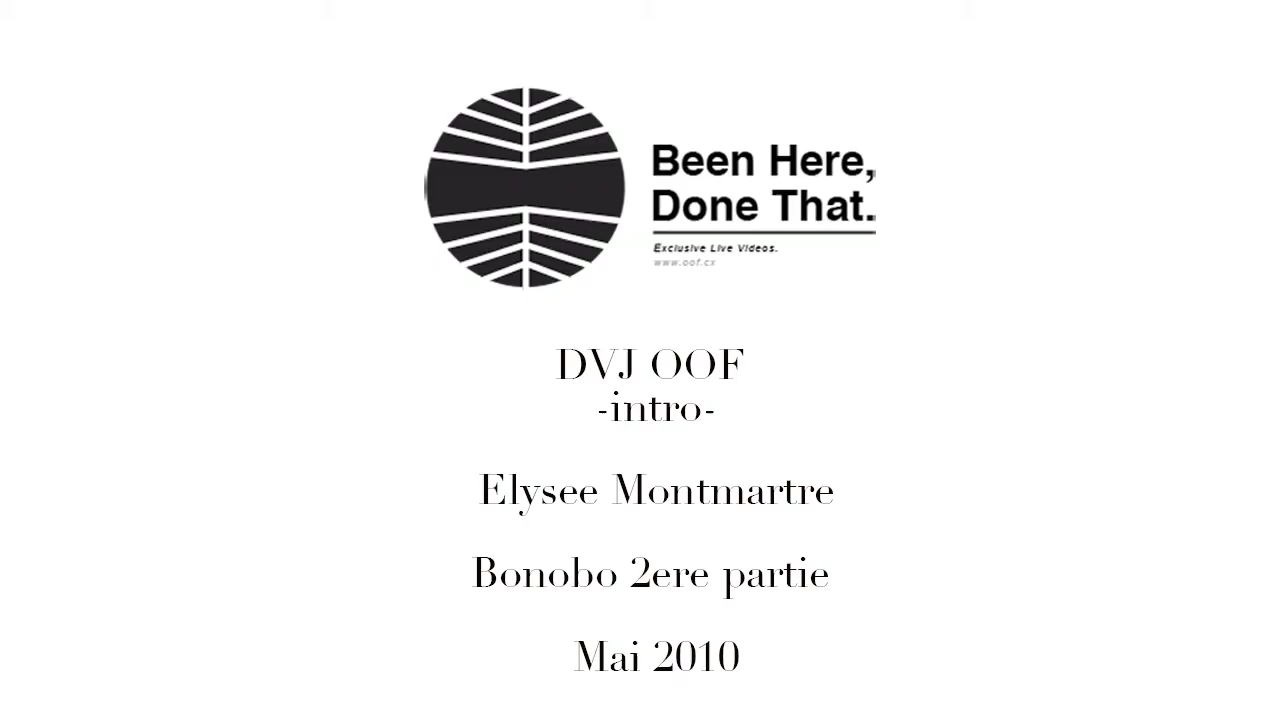 Been Here,
Done That.
Exclusive Live Videos.
www.oof.cx
DVJ OOF
-intro-
Elysee Montmartre
Bonobo 2ere partie
Mai 2010